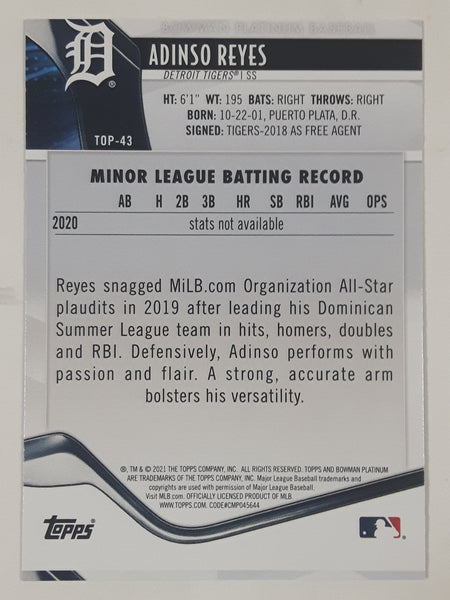 BOWMAN PLATINUM BASEBALL
ADINSO REYES
DETROIT TIGERS® | SS
TOP-43
HT: 6'1" WT: 195 BATS: RIGHT THROWS: RIGHT
BORN: 10-22-01, PUERTO PLATA, D.R.
SIGNED: TIGERS-2018 AS FREE AGENT
MINOR LEAGUE BATTING RECORD
AB H 2B 3B HR SB RBI AVG OPS
2020 stats not available
Reyes snagged MiLB.com Organization All-Star
plaudits in 2019 after leading his Dominican
Summer League team in hits, homers, doubles
and RBI. Defensively, Adinso performs with
passion and flair. A strong, accurate arm
bolsters his versatility.
®, TM & © 2021 THE TOPPS COMPANY, INC. ALL RIGHTS RESERVED. TOPPS AND BOWMAN PLATINUM
ARE TRADEMARKS OF THE TOPPS COMPANY, INC. Major League Baseball trademarks and
copyrights are used with permission of Major League Baseball.
Visit MLB.com. OFFICIALLY LICENSED PRODUCT OF MLB.
WWW.TOPPS.COM. CODE#CMP045644
topps